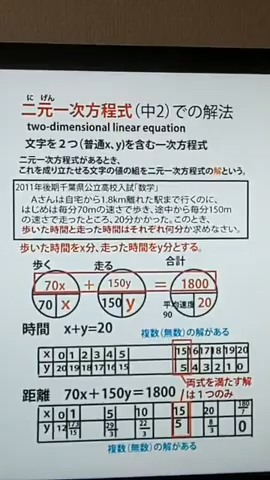 にげん
二元一次方程式(中2)での解法
two-dimensional linear equation
文字を2つ(普通x、y)を含む一次方程式
二元一次方程式があるとき、
これを成り立たせる文字の値の組を二元一次方程式の解という。
2011年後期千葉県公立高校入試「数学」
Aさんは自宅から1.8km離れた駅まで行くのに、
はじめは毎分70mの速さで歩き、途中から毎分150m
の速さで走ったところ、20分かかった。このとき、
歩いた時間と走った時間はそれぞれ何分か求めなさい。
歩いた時間をx分、走った時間をy分とする。
歩く 走る 合計
70x + 150y = 1800
70 x 150 y 平均速度 90 20
時間 x+y=20
複数(無数)の解がある
x 0 1 2 3 4 5 15 16 17 18 19 20
y 20 19 18 17 16 15 5 4 3 2 1 0
両式を満たす解
は1つのみ
距離 70x+150y=1800
x 0 1 5 10 15 20 180/7
y 12 29/3 22/3 5 8/3 0
複数(無数)の解がある